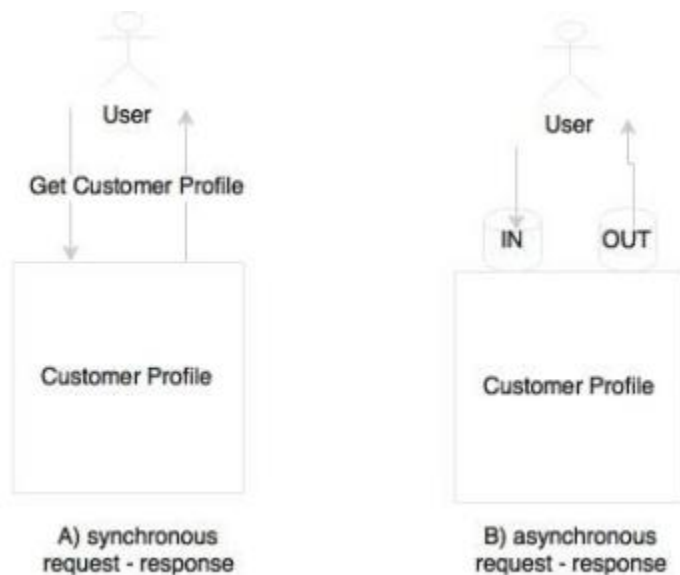 User
Get Customer Profile
Customer Profile
A) synchronous
request - response
User
IN
OUT
Customer Profile
B) asynchronous
request - response